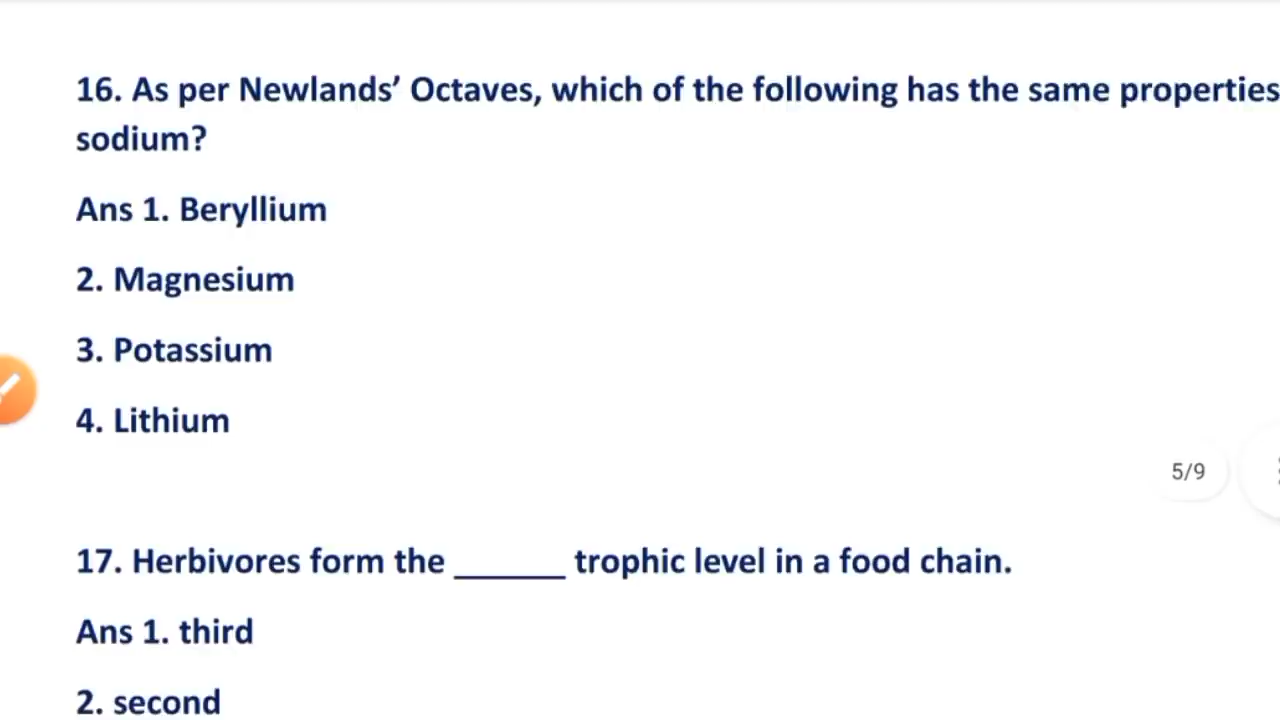 16. As per Newlands’ Octaves, which of the following has the same properties
sodium?
Ans 1. Beryllium
2. Magnesium
3. Potassium
4. Lithium
5/9
17. Herbivores form the ______ trophic level in a food chain.
Ans 1. third
2. second